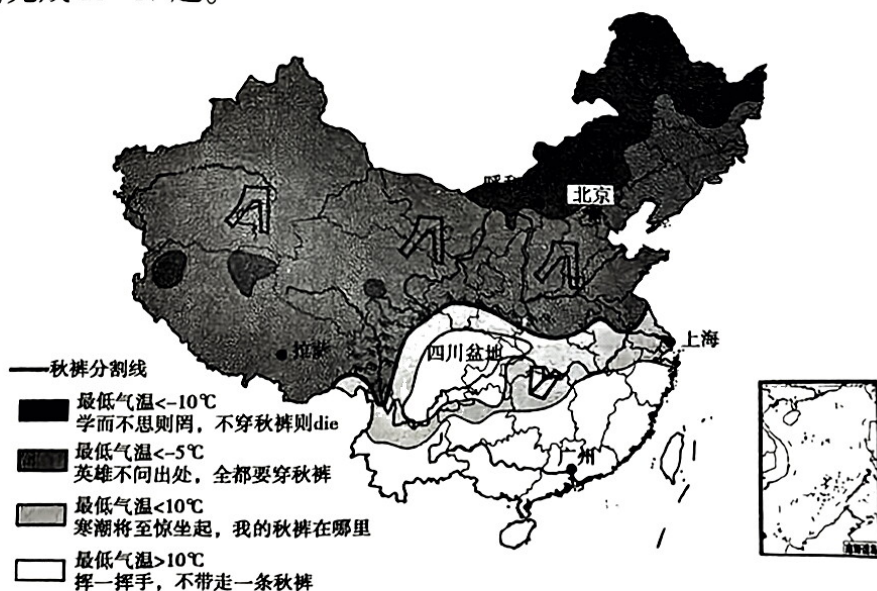 题。
北京
上海
四川盆地
拉萨
广州
秋裤分割线
最低气温<-10℃
学而不思则罔,不穿秋裤则die
最低气温<-5℃
英雄不问出处,全都要穿秋裤
最低气温<10℃
寒潮将至惊坐起,我的秋裤在哪里
最低气温>10℃
挥一挥手,不带走一条秋裤